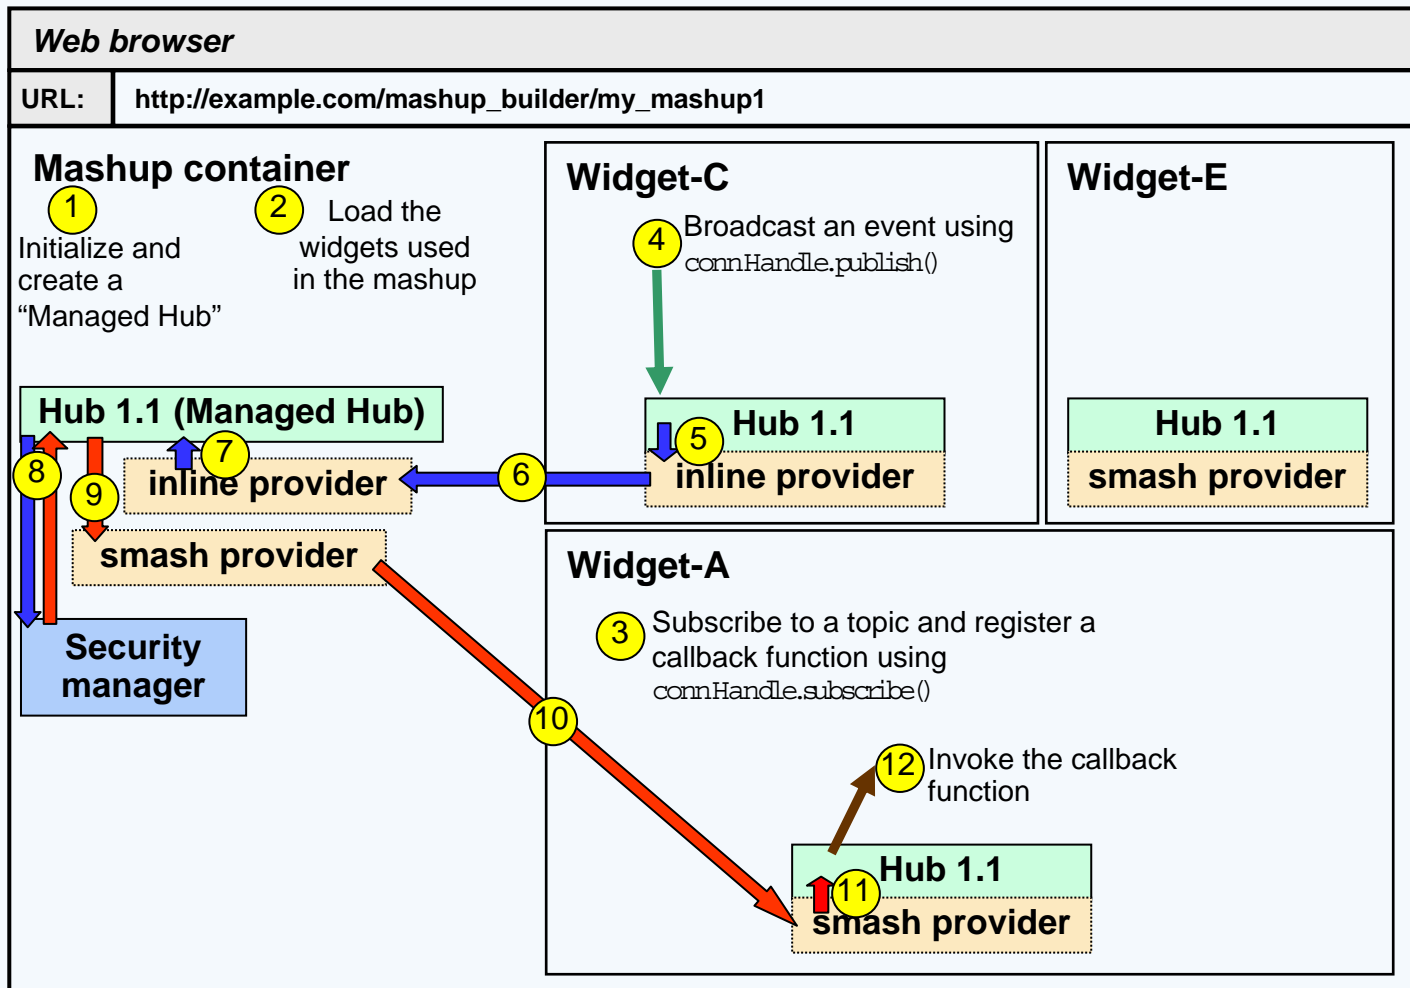 Web browser
URL:
http://example.com/mashup_builder/my_mashup1
Mashup container
1
Initialize and
create a
“Managed Hub”
2
Load the
widgets used
in the mashup
Hub 1.1 (Managed Hub)
7
inline provider
8
9
smash provider
Security
manager
6
Widget-C
4
Broadcast an event using
connHandle.publish()
Hub 1.1
5
inline provider
Widget-E
Hub 1.1
smash provider
Widget-A
3
Subscribe to a topic and register a
callback function using
connHandle.subscribe()
10
12
Invoke the callback
function
Hub 1.1
11
smash provider